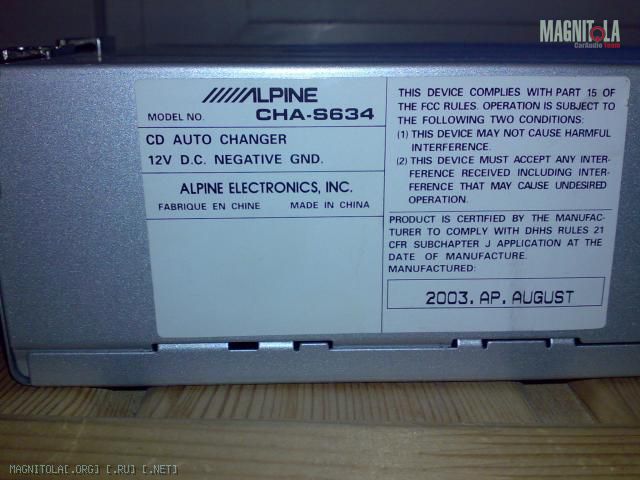 MAGNITOLA
CarAudio Team
ALPINE
MODEL NO. CHA-S634
CD AUTO CHANGER
12V D.C. NEGATIVE GND.
ALPINE ELECTRONICS, INC.
FABRIQUE EN CHINE MADE IN CHINA
THIS DEVICE COMPLIES WITH PART 15 OF
THE FCC RULES. OPERATION IS SUBJECT TO
THE FOLLOWING TWO CONDITIONS:
(1) THIS DEVICE MAY NOT CAUSE HARMFUL
INTERFERENCE.
(2) THIS DEVICE MUST ACCEPT ANY INTER-
FERENCE RECEIVED INCLUDING INTER-
FERENCE THAT MAY CAUSE UNDESIRED
OPERATION.
PRODUCT IS CERTIFIED BY THE MANUFAC-
TURER TO COMPLY WITH DHHS RULES 21
CFR SUBCHAPTER J APPLICATION AT THE
DATE OF MANUFACTURE.
MANUFACTURED:
2003. AP. AUGUST
MAGNITOLA[.ORG] [.RU] [.NET]